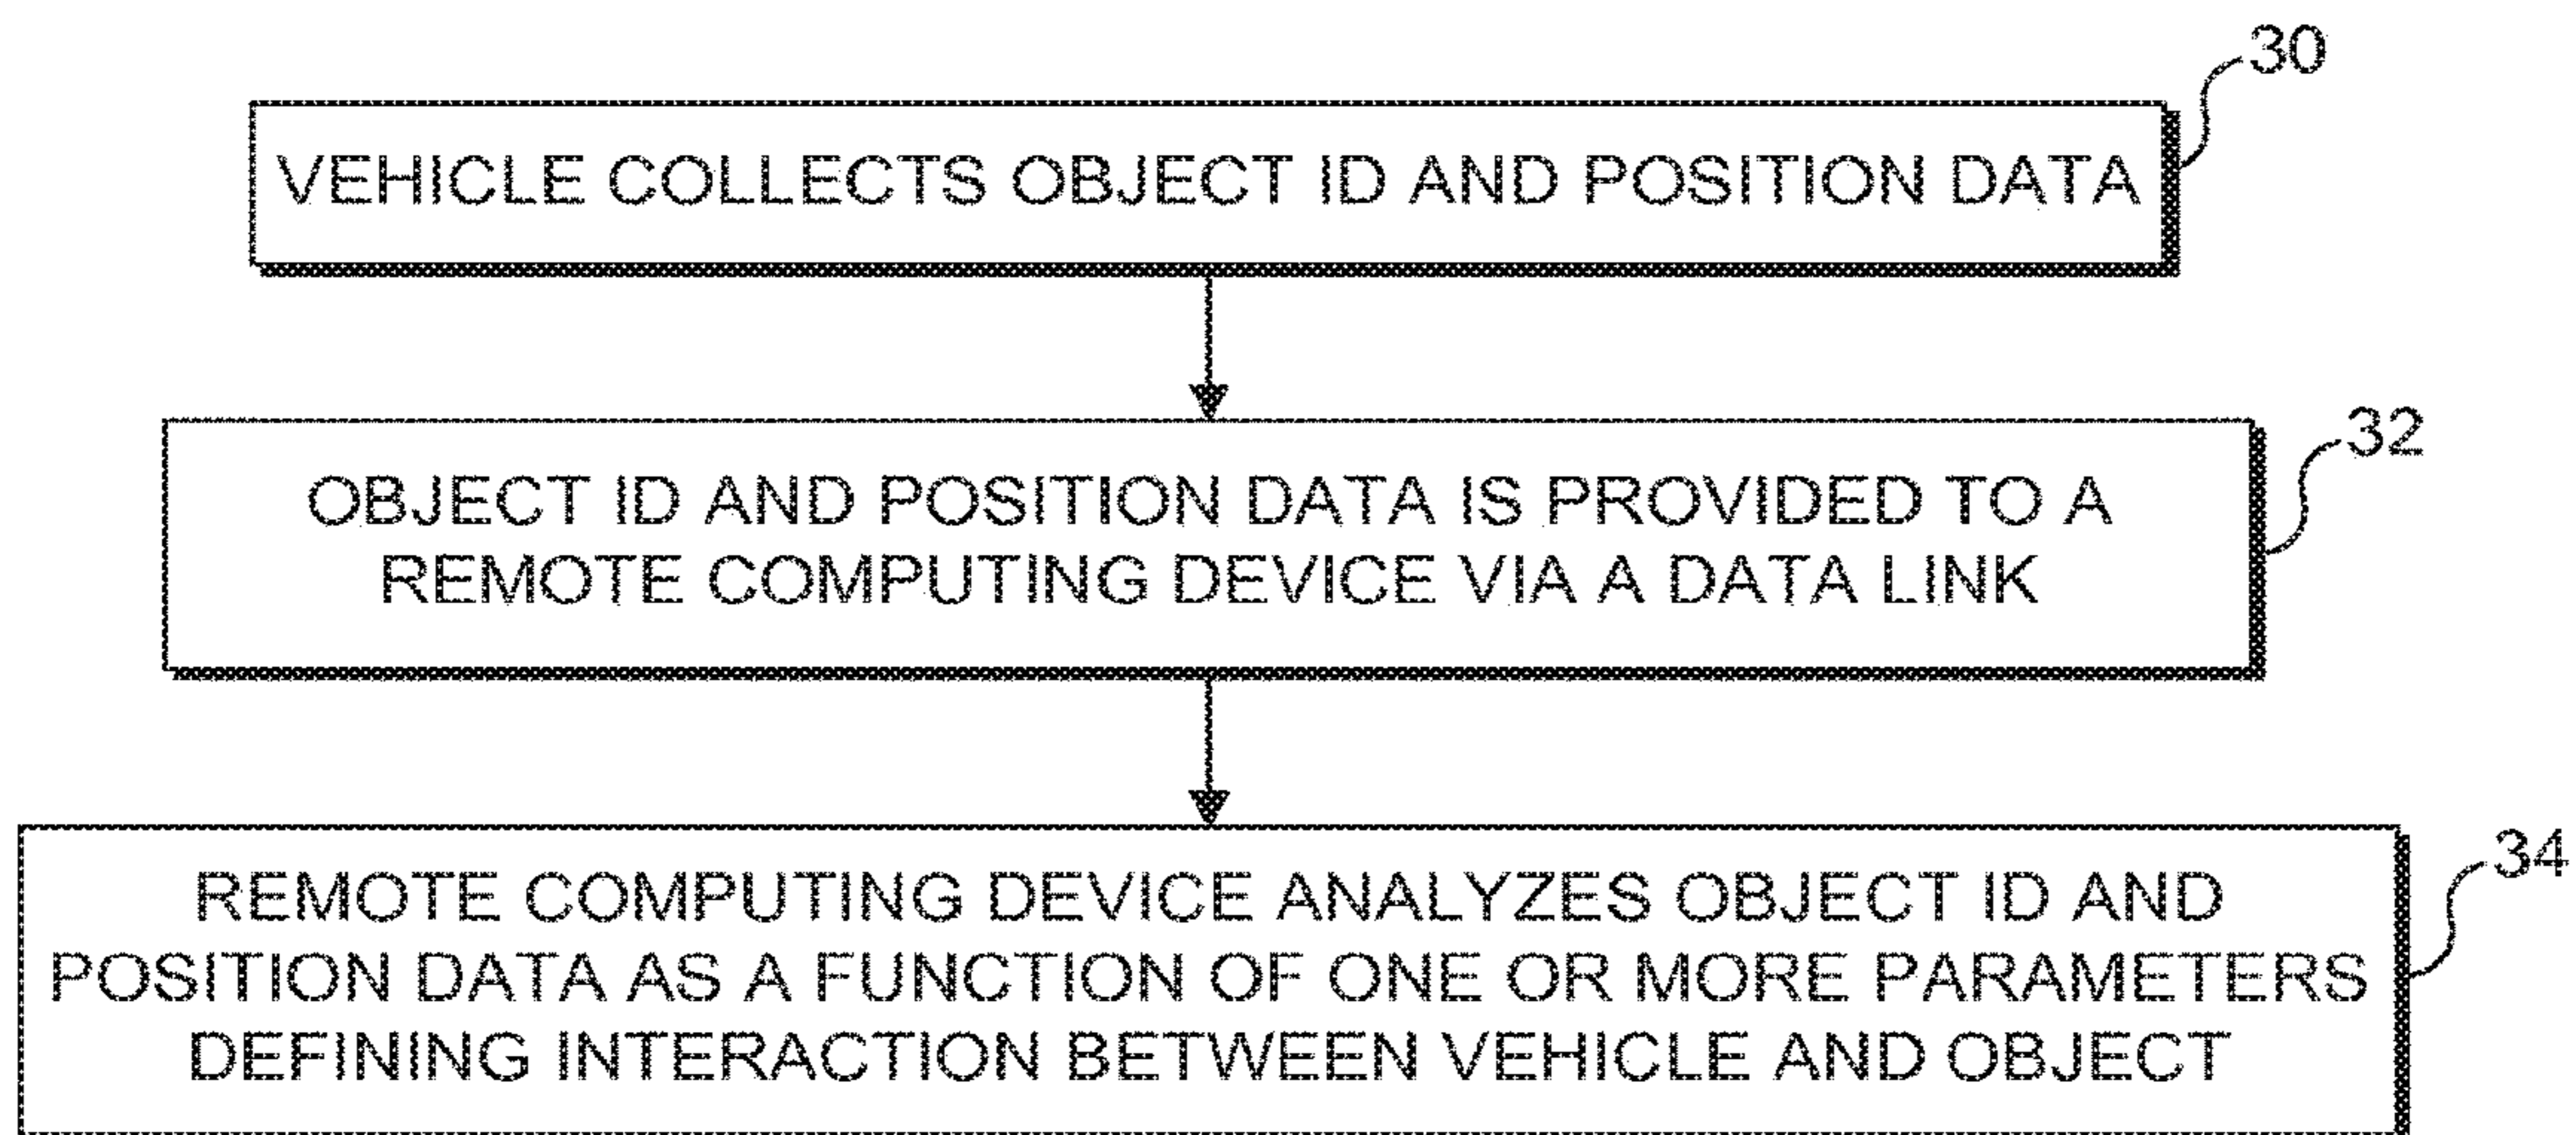 30
VEHICLE COLLECTS OBJECT ID AND POSITION DATA
32
OBJECT ID AND POSITION DATA IS PROVIDED TO A
REMOTE COMPUTING DEVICE VIA A DATA LINK
34
REMOTE COMPUTING DEVICE ANALYZES OBJECT ID AND
POSITION DATA AS A FUNCTION OF ONE OR MORE PARAMETERS
DEFINING INTERACTION BETWEEN VEHICLE AND OBJECT